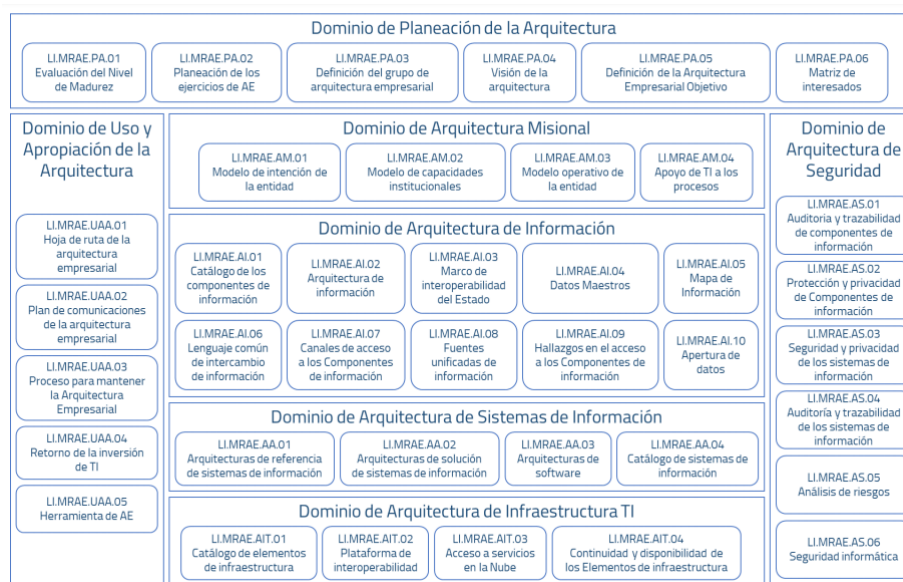 Dominio de Planeación de la Arquitectura
LI.MRAE.PA.01
Evaluación del Nivel
de Madurez
LI.MRAE.PA.02
Planeación de los
ejercicios de AE
LI.MRAE.PA.03
Definición del grupo de
arquitectura empresarial
LI.MRAE.PA.04
Visión de la
arquitectura
LI.MRAE.PA.05
Definición de la Arquitectura
Empresarial Objetivo
LI.MRAE.PA.06
Matriz de
interesados
Dominio de Uso y
Apropiación de la
Arquitectura
LI.MRAE.UAA.01
Hoja de ruta de la
arquitectura
empresarial
LI.MRAE.UAA.02
Plan de comunicaciones
de la arquitectura
empresarial
LI.MRAE.UAA.03
Proceso para mantener
la Arquitectura
Empresarial
LI.MRAE.UAA.04
Retorno de la inversión
de TI
LI.MRAE.UAA.05
Herramienta de AE
Dominio de Arquitectura Misional
LI.MRAE.AM.01
Modelo de intención de
la entidad
LI.MRAE.AM.02
Modelo de capacidades
institucionales
LI.MRAE.AM.03
Modelo operativo de
la entidad
LI.MRAE.AM.04
Apoyo de TI a los
procesos
Dominio de Arquitectura de Información
LI.MRAE.AI.01
Catálogo de los
componentes de
información
LI.MRAE.AI.02
Arquitectura de
información
LI.MRAE.AI.03
Marco de
interoperabilidad
del Estado
LI.MRAE.AI.04
Datos Maestros
LI.MRAE.AI.05
Mapa de
Información
LI.MRAE.AI.06
Lenguaje común
de intercambio
de información
LI.MRAE.AI.07
Canales de acceso
a los Componentes
de información
LI.MRAE.AI.08
Fuentes
unificadas de
información
LI.MRAE.AI.09
Hallazgos en el acceso
a los Componentes de
información
LI.MRAE.AI.10
Apertura de
datos
Dominio de Arquitectura de Sistemas de Información
LI.MRAE.AA.01
Arquitecturas de referencia
de sistemas de información
LI.MRAE.AA.02
Arquitecturas de solución
de sistemas de información
LI.MRAE.AA.03
Arquitecturas de
software
LI.MRAE.AA.04
Catálogo de sistemas de
información
Dominio de Arquitectura de Infraestructura TI
LI.MRAE.AIT.01
Catálogo de elementos
de infraestructura
LI.MRAE.AIT.02
Plataforma de
interoperabilidad
LI.MRAE.AIT.03
Acceso a servicios
en la Nube
LI.MRAE.AIT.04
Continuidad y disponibilidad de
los Elementos de infraestructura
Dominio de
Arquitectura de
Seguridad
LI.MRAE.AS.01
Auditoria y trazabilidad
de componentes de
información
LI.MRAE.AS.02
Protección y privacidad
de Componentes de
información
LI.MRAE.AS.03
Seguridad y privacidad
de los sistemas de
información
LI.MRAE.AS.04
Auditoría y trazabilidad
de los sistemas de
información
LI.MRAE.AS.05
Análisis de riesgos
LI.MRAE.AS.06
Seguridad informática